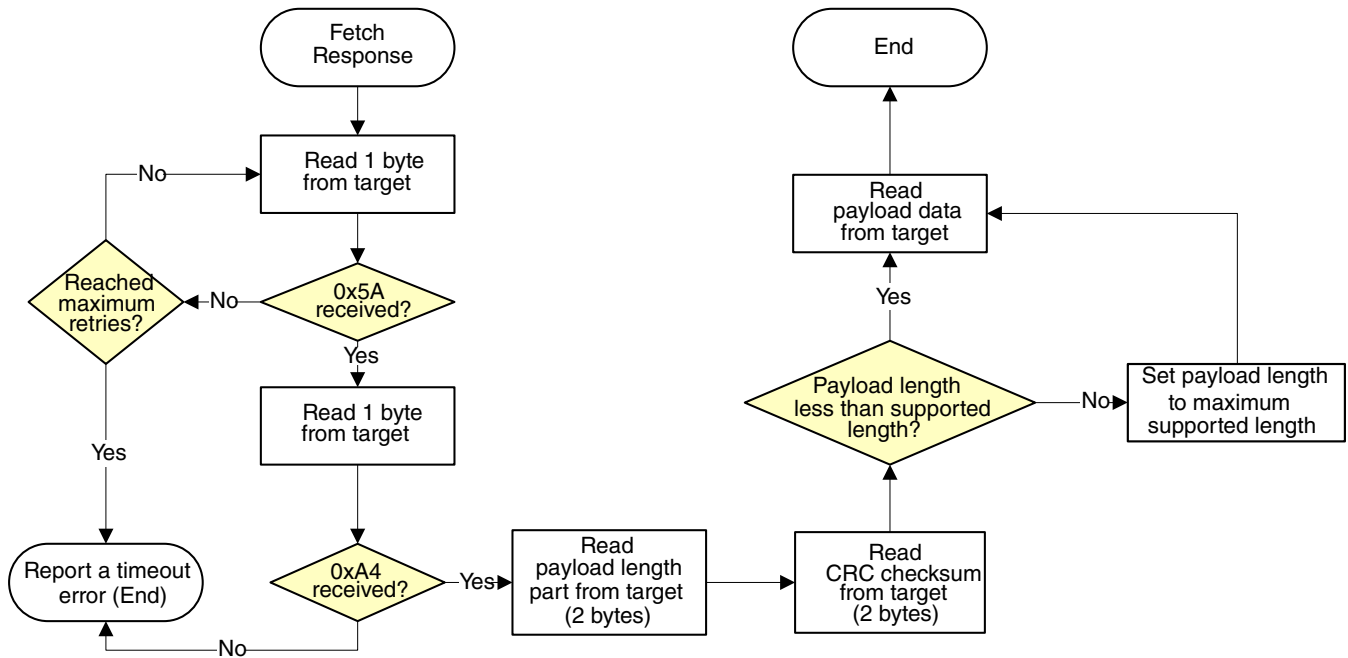 Fetch
Response
Read 1 byte
from target
No
Reached
maximum
retries?
No
0x5A
received?
Yes
Read 1 byte
from target
Yes
Report a timeout
error (End)
0xA4
received?
No
Yes
Read
payload length
part from target
(2 bytes)
Read
CRC checksum
from target
(2 bytes)
Payload length
less than supported
length?
No
Set payload length
to maximum
supported length
Yes
Read
payload data
from target
End